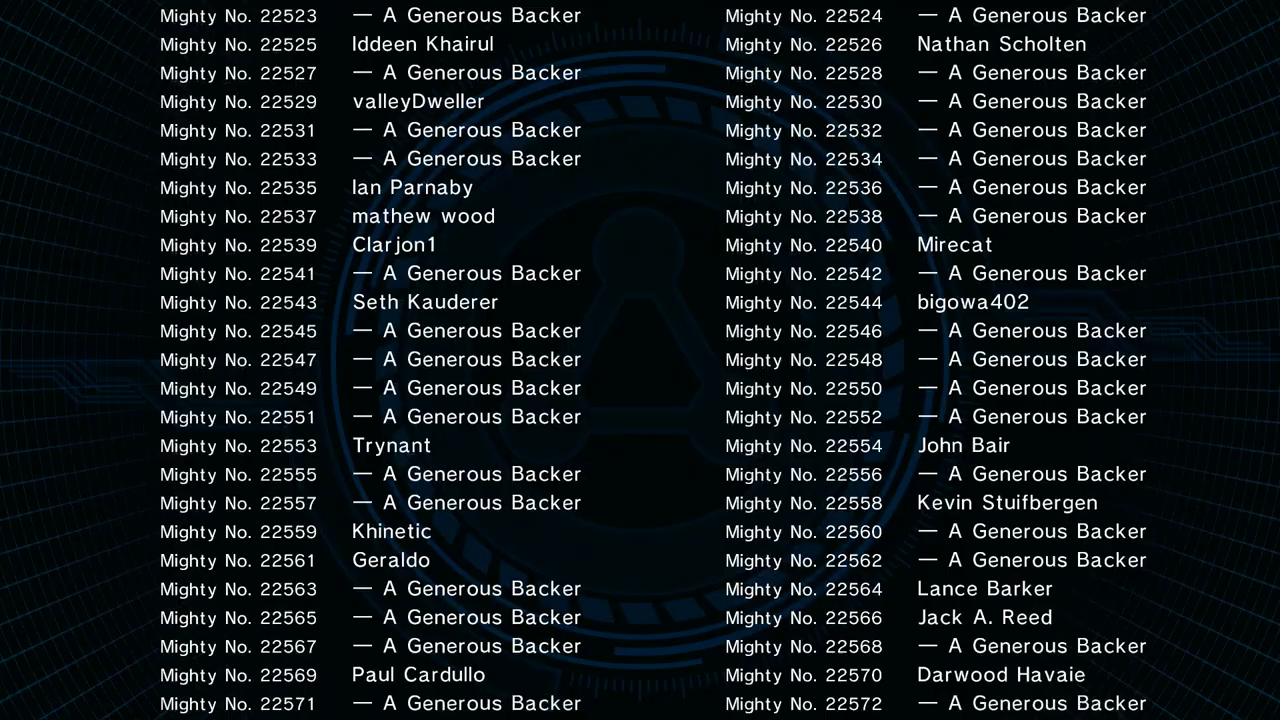 Mighty No. 22523 — A Generous Backer Mighty No. 22524 — A Generous Backer
Mighty No. 22525 Iddeen Khairul Mighty No. 22526 Nathan Scholten
Mighty No. 22527 — A Generous Backer Mighty No. 22528 — A Generous Backer
Mighty No. 22529 valleyDweller Mighty No. 22530 — A Generous Backer
Mighty No. 22531 — A Generous Backer Mighty No. 22532 — A Generous Backer
Mighty No. 22533 — A Generous Backer Mighty No. 22534 — A Generous Backer
Mighty No. 22535 Ian Parnaby Mighty No. 22536 — A Generous Backer
Mighty No. 22537 mathew wood Mighty No. 22538 — A Generous Backer
Mighty No. 22539 Clarjon1 Mighty No. 22540 Mirecat
Mighty No. 22541 — A Generous Backer Mighty No. 22542 — A Generous Backer
Mighty No. 22543 Seth Kauderer Mighty No. 22544 bigowa402
Mighty No. 22545 — A Generous Backer Mighty No. 22546 — A Generous Backer
Mighty No. 22547 — A Generous Backer Mighty No. 22548 — A Generous Backer
Mighty No. 22549 — A Generous Backer Mighty No. 22550 — A Generous Backer
Mighty No. 22551 — A Generous Backer Mighty No. 22552 — A Generous Backer
Mighty No. 22553 Trynant Mighty No. 22554 John Bair
Mighty No. 22555 — A Generous Backer Mighty No. 22556 — A Generous Backer
Mighty No. 22557 — A Generous Backer Mighty No. 22558 Kevin Stuifbergen
Mighty No. 22559 Khinetic Mighty No. 22560 — A Generous Backer
Mighty No. 22561 Geraldo Mighty No. 22562 — A Generous Backer
Mighty No. 22563 — A Generous Backer Mighty No. 22564 Lance Barker
Mighty No. 22565 — A Generous Backer Mighty No. 22566 Jack A. Reed
Mighty No. 22567 — A Generous Backer Mighty No. 22568 — A Generous Backer
Mighty No. 22569 Paul Cardullo Mighty No. 22570 Darwood Havaie
Mighty No. 22571 — A Generous Backer Mighty No. 22572 — A Generous Backer